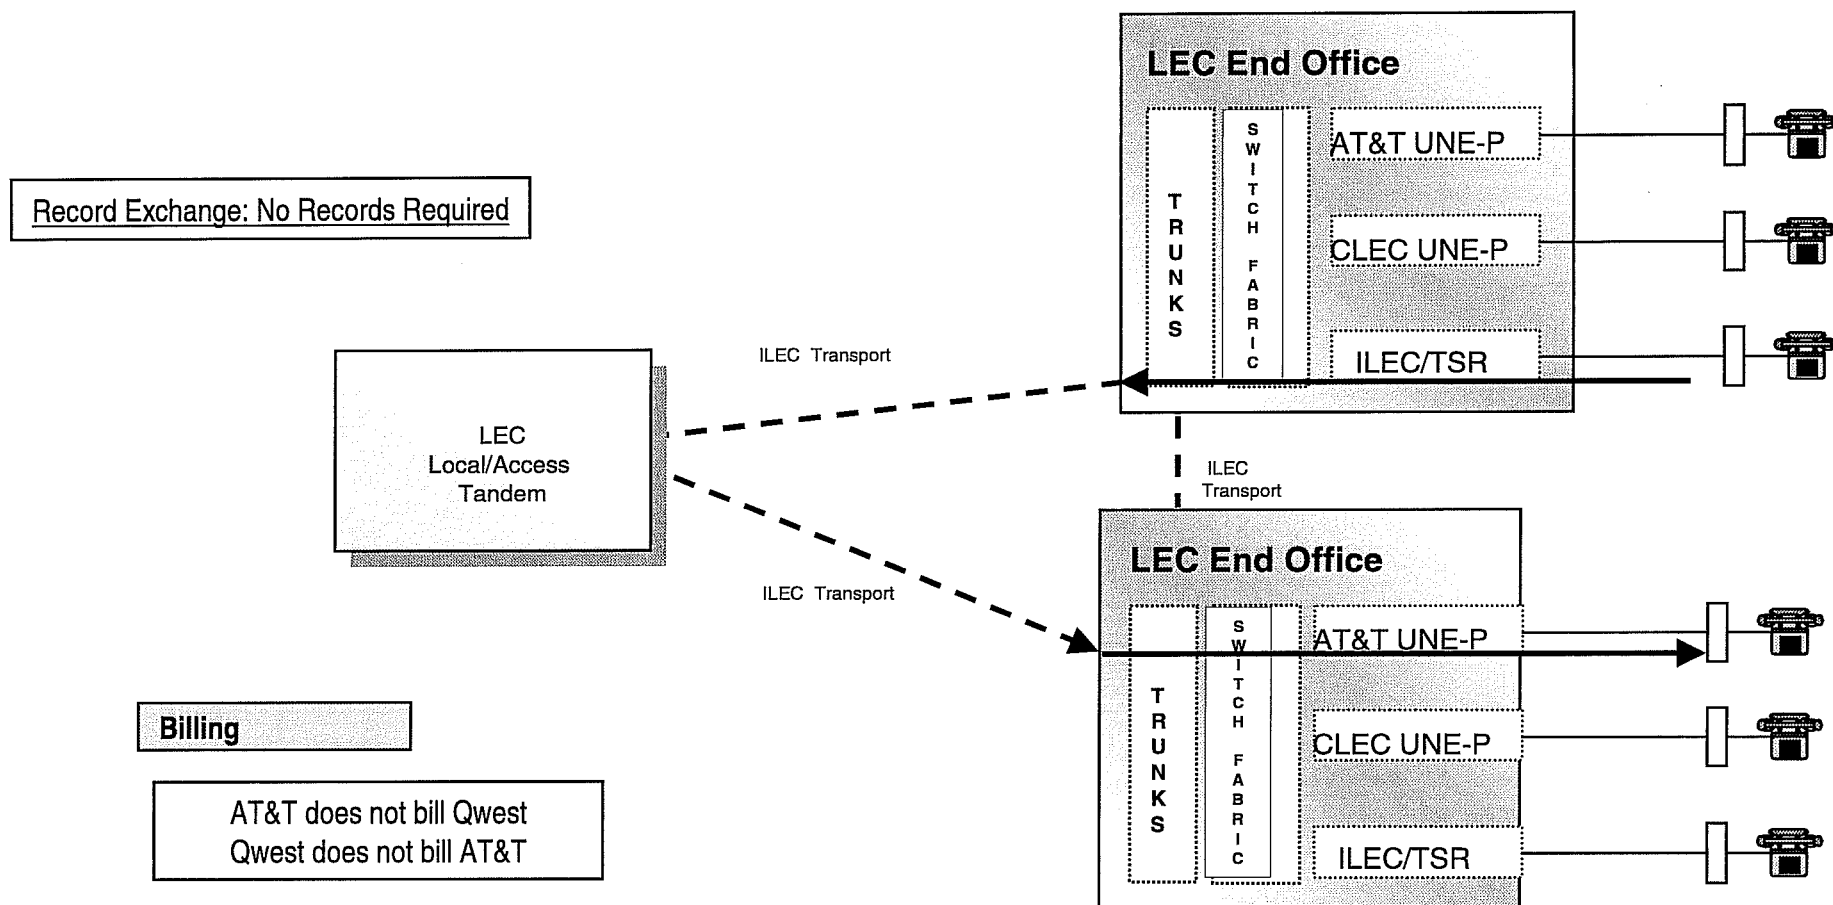 LEC End Office
TRUNKS
SWITCH FABRIC
AT&T UNE-P
CLEC UNE-P
ILEC/TSR
Record Exchange: No Records Required
ILEC Transport
LEC
Local/Access
Tandem
ILEC
Transport
ILEC Transport
LEC End Office
TRUNKS
SWITCH FABRIC
AT&T UNE-P
CLEC UNE-P
ILEC/TSR
Billing
AT&T does not bill Qwest
Qwest does not bill AT&T